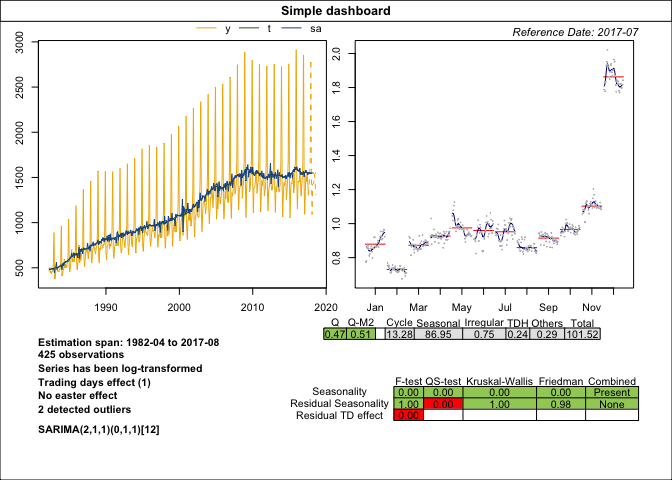 Simple dashboard
y t sa
Reference Date: 2017-07
3000
2500
2000
1500
1000
500
1990 2000 2010 2020
2.0
1.8
1.6
1.4
1.2
1.0
0.8
Jan Mar May Jul Sep Nov
Q Q-M2 Cycle Seasonal Irregular TDH Others Total
0.47 0.51 13.28 86.95 0.75 0.24 0.29 101.52
Estimation span: 1982-04 to 2017-08
425 observations
Series has been log-transformed
Trading days effect (1)
No easter effect
2 detected outliers
SARIMA(2,1,1)(0,1,1)[12]
F-test QS-test Kruskal-Wallis Friedman Combined
Seasonality 0.00 0.00 0.00 0.00 Present
Residual Seasonality 1.00 0.00 1.00 0.98 None
Residual TD effect 0.00